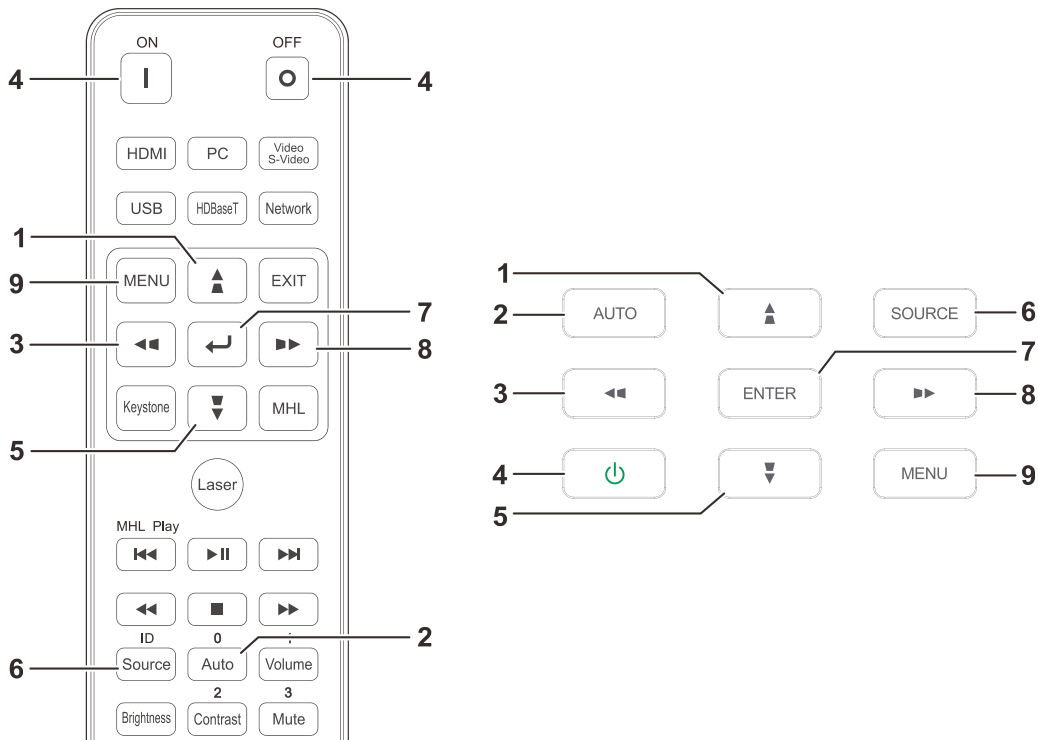 ON OFF
4 I O 4
HDMI PC Video
S-Video
USB HDBaseT Network
1
9 MENU EXIT
7
3 8
Keystone MHL
5
Laser
MHL Play
ID 0 :
2
6 Source Auto Volume
2 3
Brightness Contrast Mute
1
2 AUTO SOURCE 6
7
3 ENTER 8
4 MENU 9
5